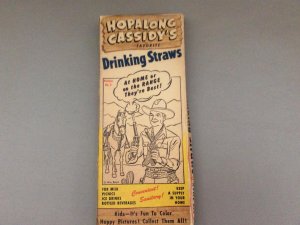 HOPALONG
CASSIDY'S
FAVORITE
Drinking Straws
At HOME or
on the RANGE
They're Best!
FOR MILK
PICNICS
ICE DRINKS
BOTTLED BEVERAGES
Convenient!
Sanitary!
KEEP
A SUPPLY
IN YOUR
HOME
Kids—It's Fun To Color
Happy Pictures! Collect Them All!